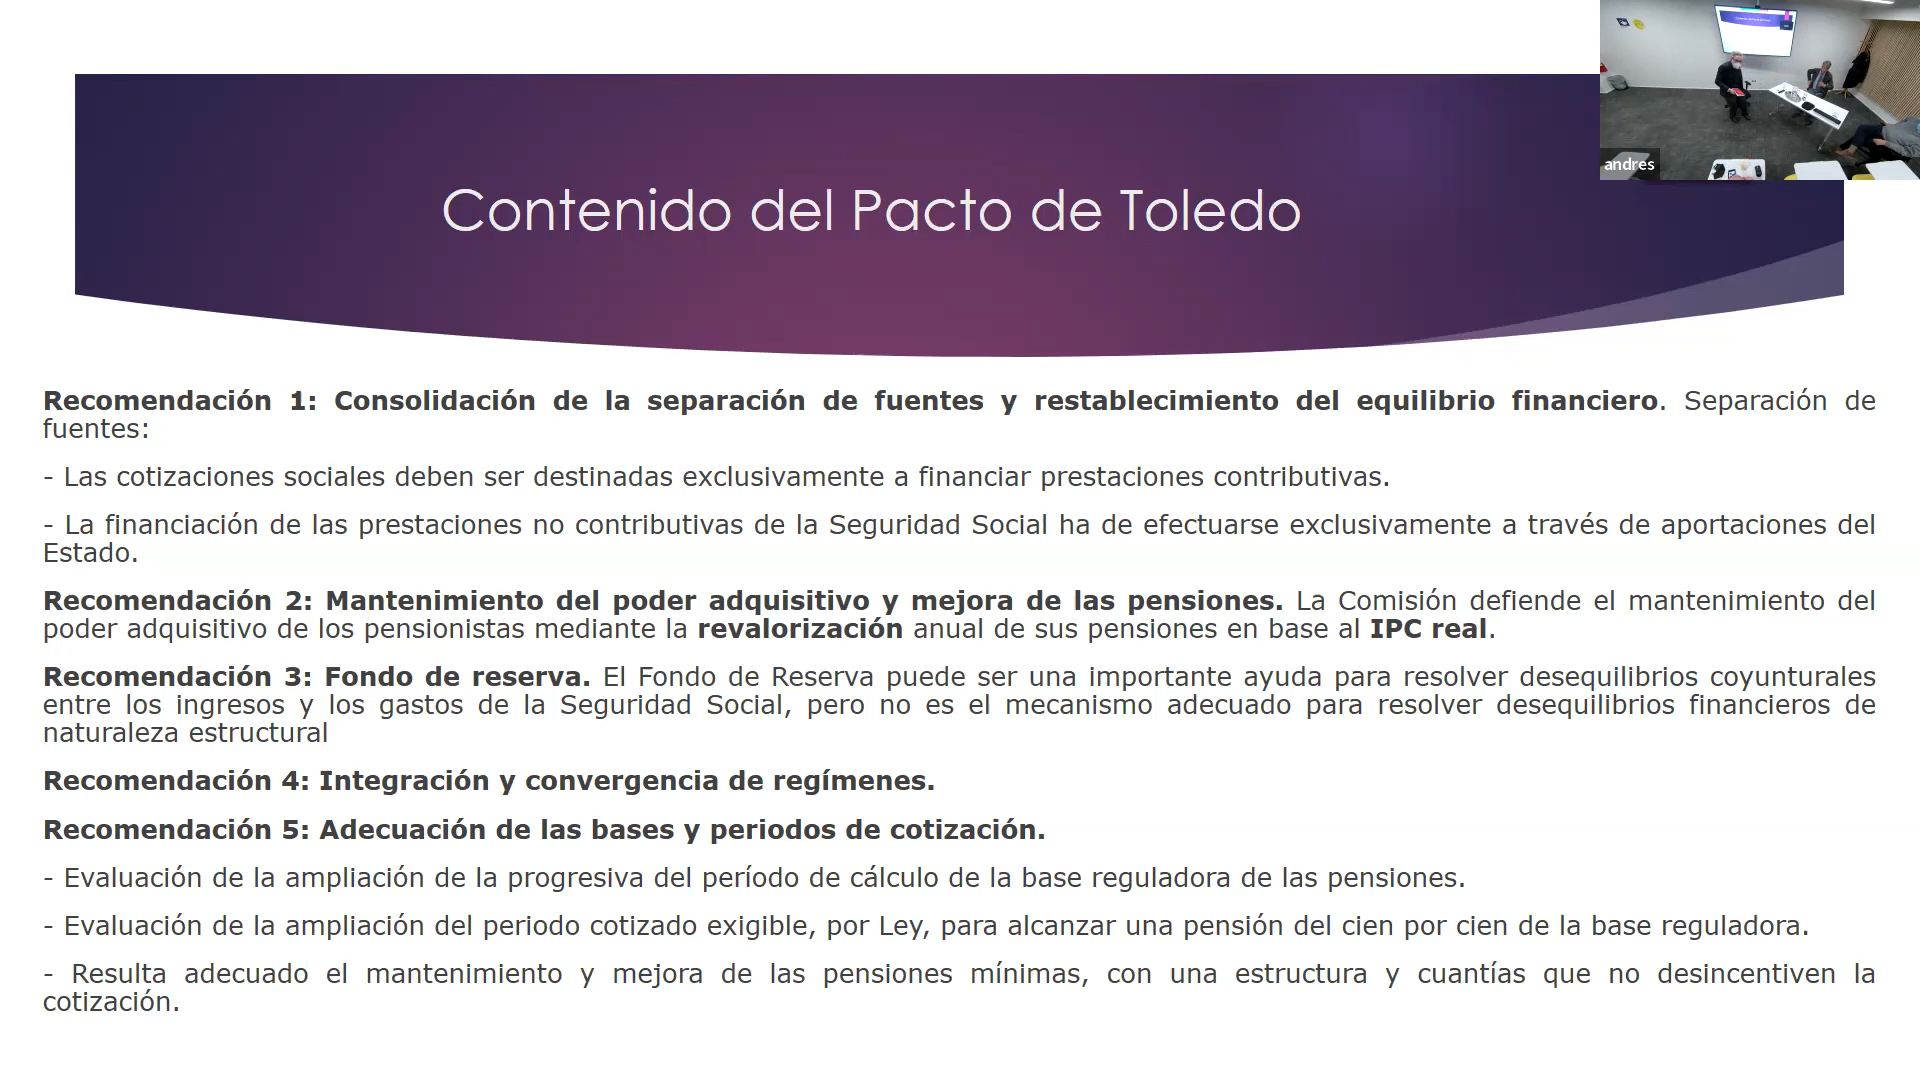 andres
Contenido del Pacto de Toledo
Recomendación 1: Consolidación de la separación de fuentes y restablecimiento del equilibrio financiero. Separación de
fuentes:
- Las cotizaciones sociales deben ser destinadas exclusivamente a financiar prestaciones contributivas.
- La financiación de las prestaciones no contributivas de la Seguridad Social ha de efectuarse exclusivamente a través de aportaciones del
Estado.
Recomendación 2: Mantenimiento del poder adquisitivo y mejora de las pensiones. La Comisión defiende el mantenimiento del
poder adquisitivo de los pensionistas mediante la revalorización anual de sus pensiones en base al IPC real.
Recomendación 3: Fondo de reserva. El Fondo de Reserva puede ser una importante ayuda para resolver desequilibrios coyunturales
entre los ingresos y los gastos de la Seguridad Social, pero no es el mecanismo adecuado para resolver desequilibrios financieros de
naturaleza estructural
Recomendación 4: Integración y convergencia de regímenes.
Recomendación 5: Adecuación de las bases y periodos de cotización.
- Evaluación de la ampliación de la progresiva del período de cálculo de la base reguladora de las pensiones.
- Evaluación de la ampliación del periodo cotizado exigible, por Ley, para alcanzar una pensión del cien por cien de la base reguladora.
- Resulta adecuado el mantenimiento y mejora de las pensiones mínimas, con una estructura y cuantías que no desincentiven la
cotización.